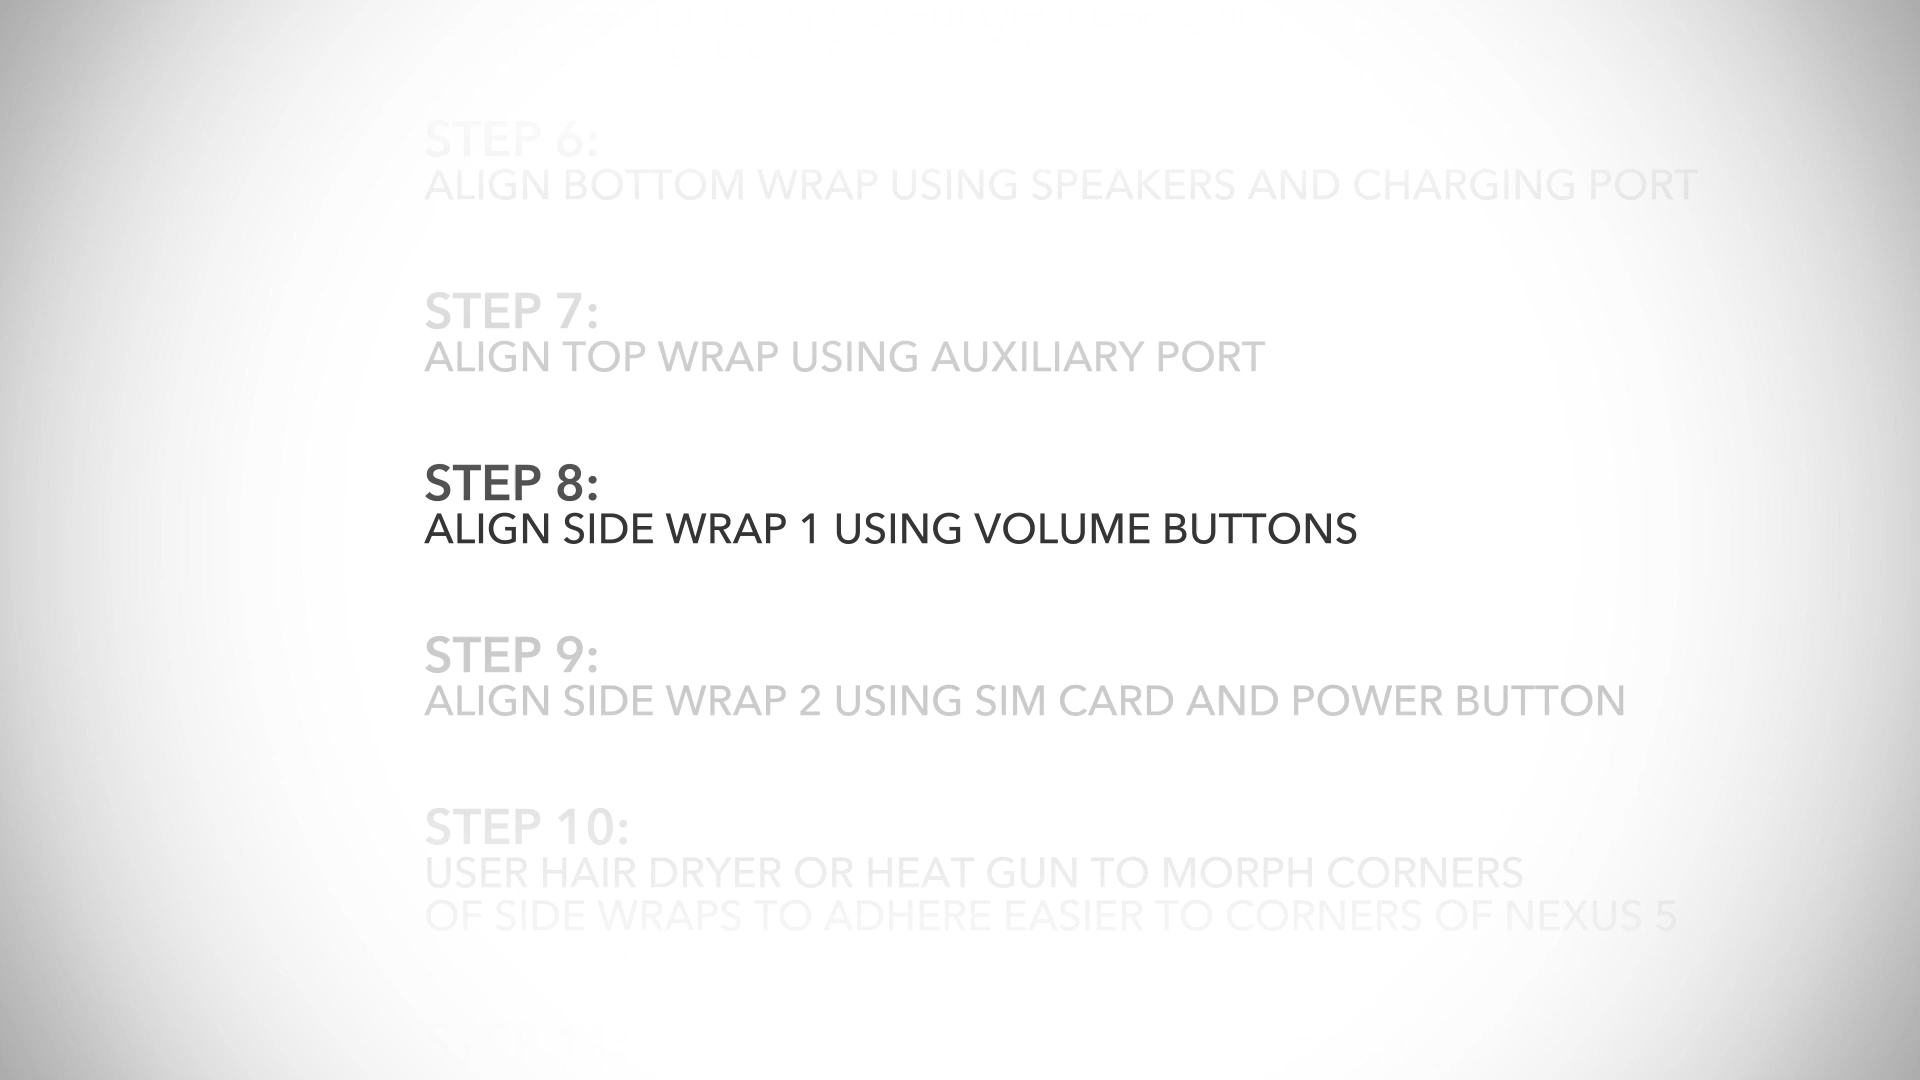 STEP 6:
ALIGN BOTTOM WRAP USING SPEAKERS AND CHARGING PORT
STEP 7:
ALIGN TOP WRAP USING AUXILIARY PORT
STEP 8:
ALIGN SIDE WRAP 1 USING VOLUME BUTTONS
STEP 9:
ALIGN SIDE WRAP 2 USING SIM CARD AND POWER BUTTON
STEP 10:
USER HAIR DRYER OR HEAT GUN TO MORPH CORNERS
OF SIDE WRAPS TO ADHERE EASIER TO CORNERS OF NEXUS 5